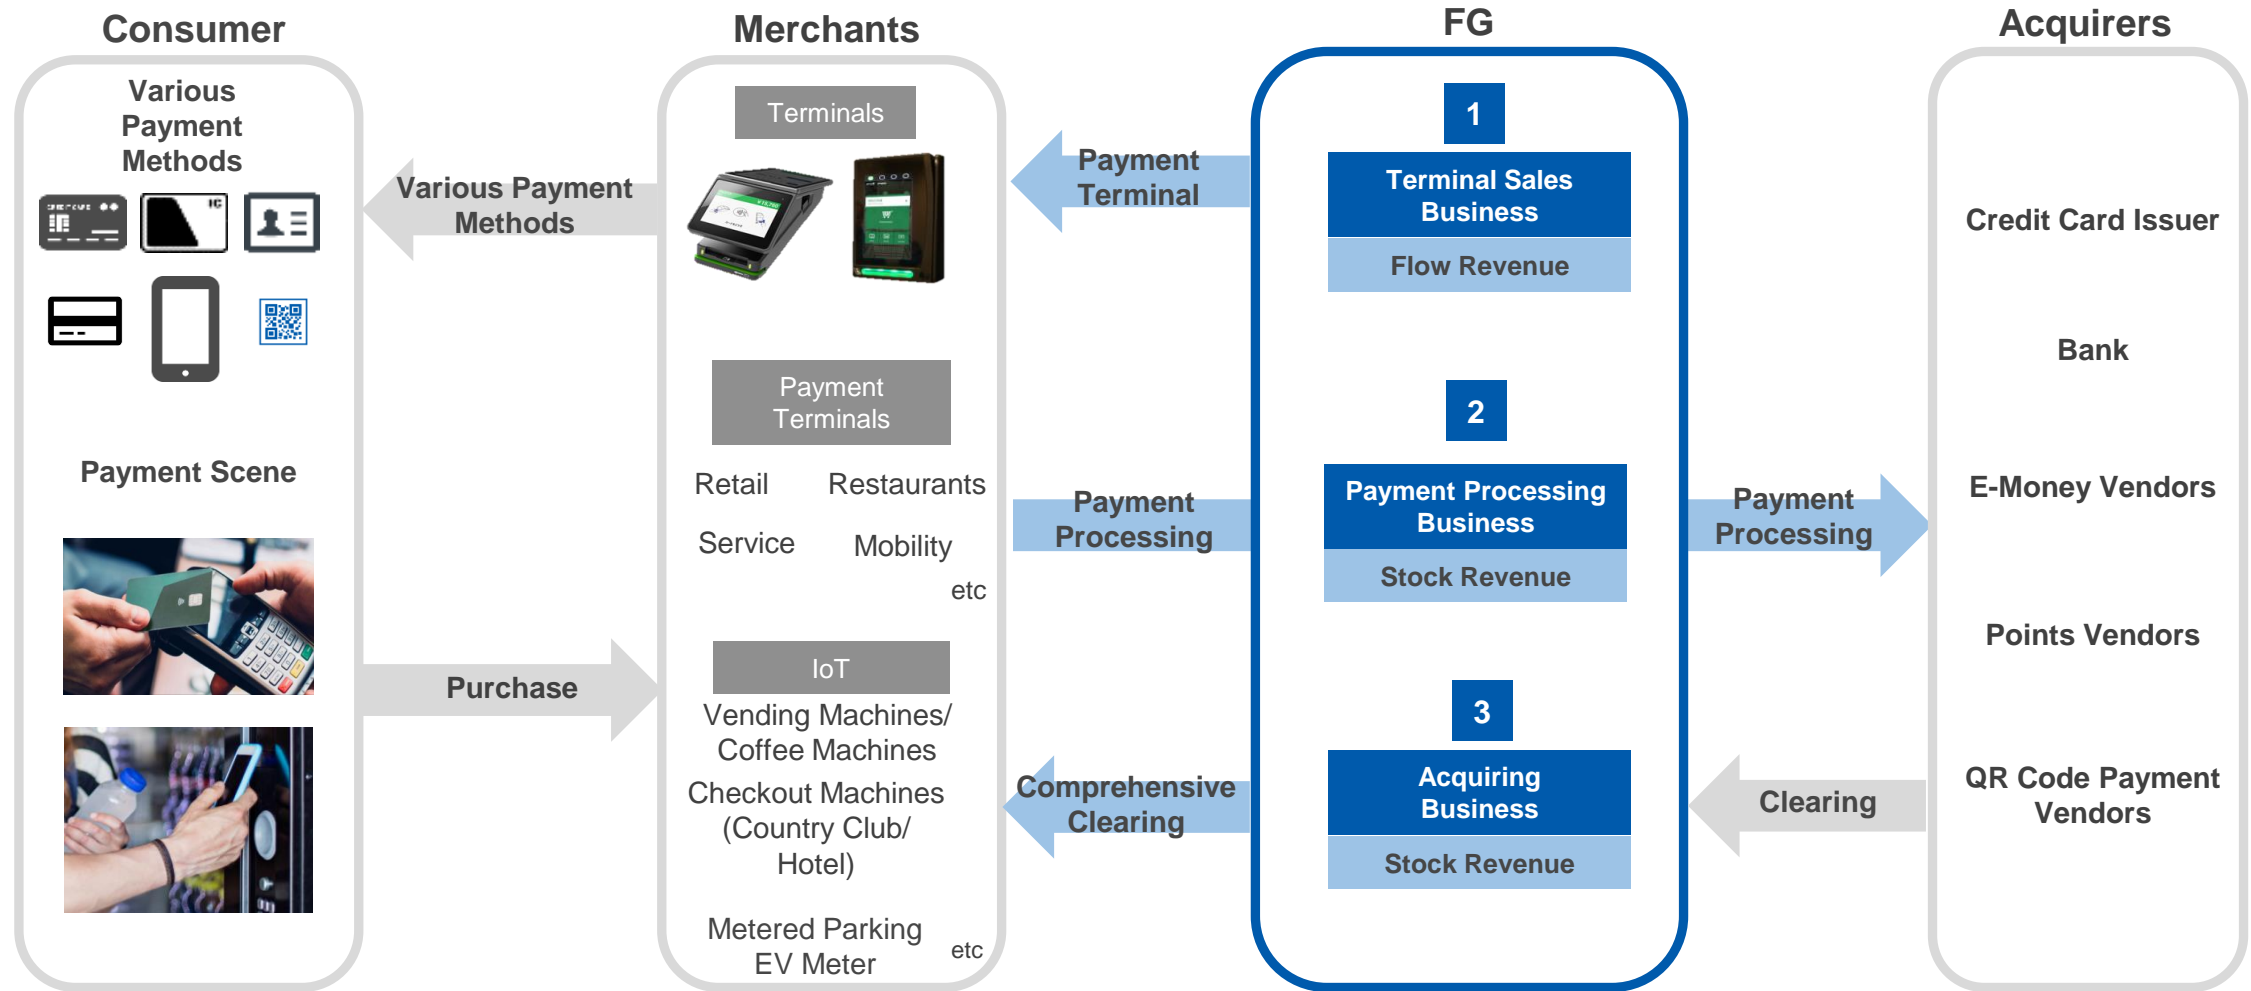 Consumer
Various
Payment
Methods
CREDIT CARD
IC
Payment Scene
Various Payment
Methods
Purchase
Merchants
Terminals
Payment
Terminals
Retail
Restaurants
Service
Mobility
etc
IoT
Vending Machines/
Coffee Machines
Checkout Machines
(Country Club/
Hotel)
Metered Parking
EV Meter
etc
Payment
Terminal
Payment
Processing
Comprehensive
Clearing
FG
1
Terminal Sales
Business
Flow Revenue
2
Payment Processing
Business
Stock Revenue
3
Acquiring
Business
Stock Revenue
Payment
Processing
Clearing
Acquirers
Credit Card Issuer
Bank
E-Money Vendors
Points Vendors
QR Code Payment
Vendors